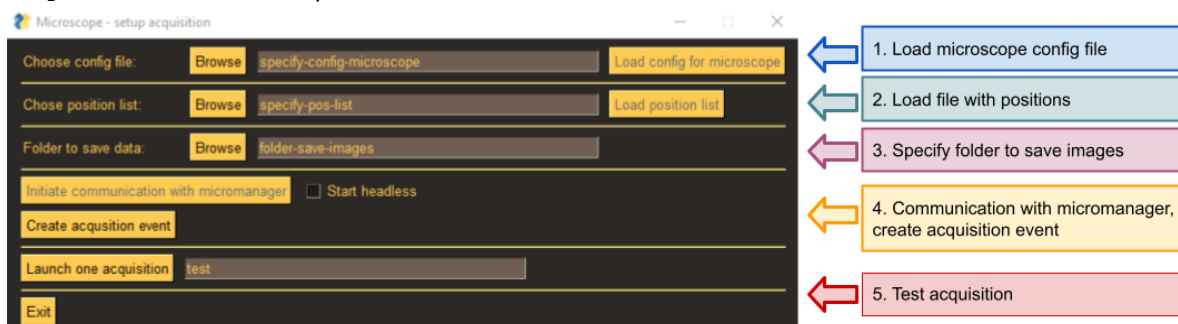 Microscope - setup acquisition
Choose config file: Browse specify-config-microscope Load config for microscope
1. Load microscope config file
Chose position list: Browse specify-pos-list Load position list
2. Load file with positions
Folder to save data: Browse folder-save-images
3. Specify folder to save images
Initiate communication with micromanager Start headless
Create acqusition event
4. Communication with micromanager,
create acquisition event
Launch one acquisition test
5. Test acquisition
Exit